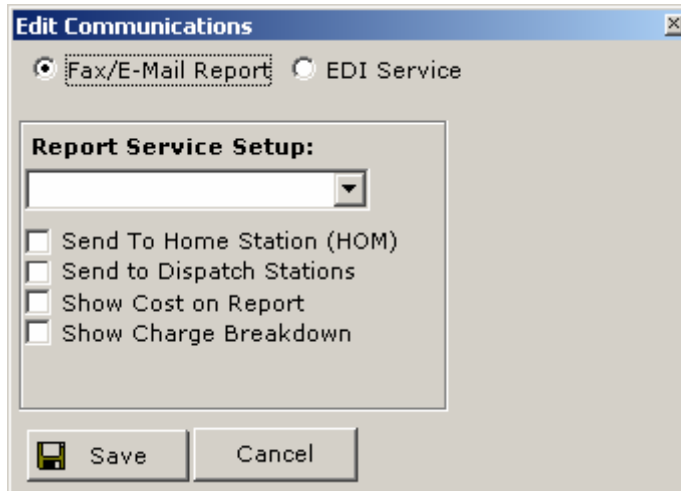 Edit Communications
Fax/E-Mail Report EDI Service
Report Service Setup:
Send To Home Station (HOM)
Send to Dispatch Stations
Show Cost on Report
Show Charge Breakdown
Save Cancel